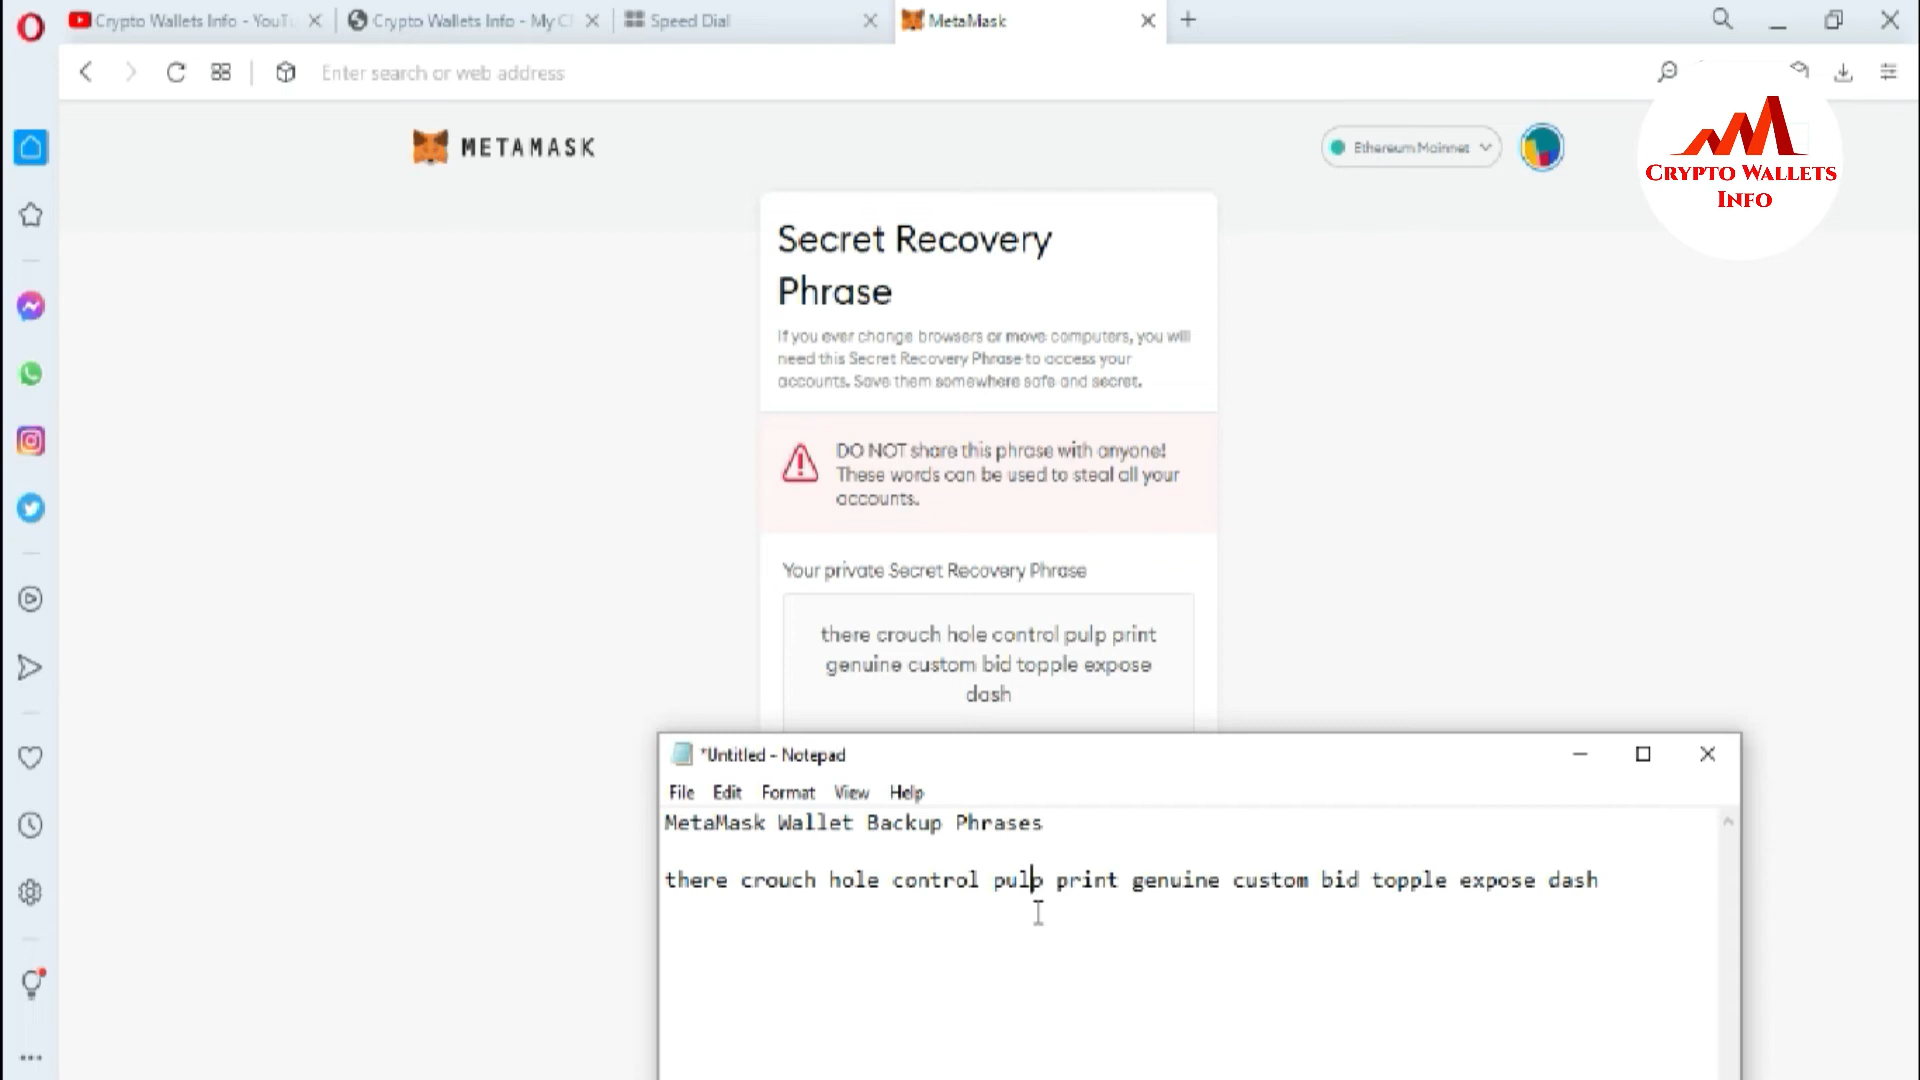 Crypto Wallets Info - YouTu
Crypto Wallets Info - My C
Speed Dial
MetaMask
Enter search or web address
METAMASK
Ethereum Mainnet
CRYPTO WALLETS
INFO
Secret Recovery
Phrase
If you ever change browsers or move computers, you will
need this Secret Recovery Phrase to access your
accounts. Save them somewhere safe and secret.
DO NOT share this phrase with anyone!
These words can be used to steal all your
accounts.
Your private Secret Recovery Phrase
there crouch hole control pulp print
genuine custom bid topple expose
dash
*Untitled - Notepad
File Edit Format View Help
MetaMask Wallet Backup Phrases
there crouch hole control pulp print genuine custom bid topple expose dash